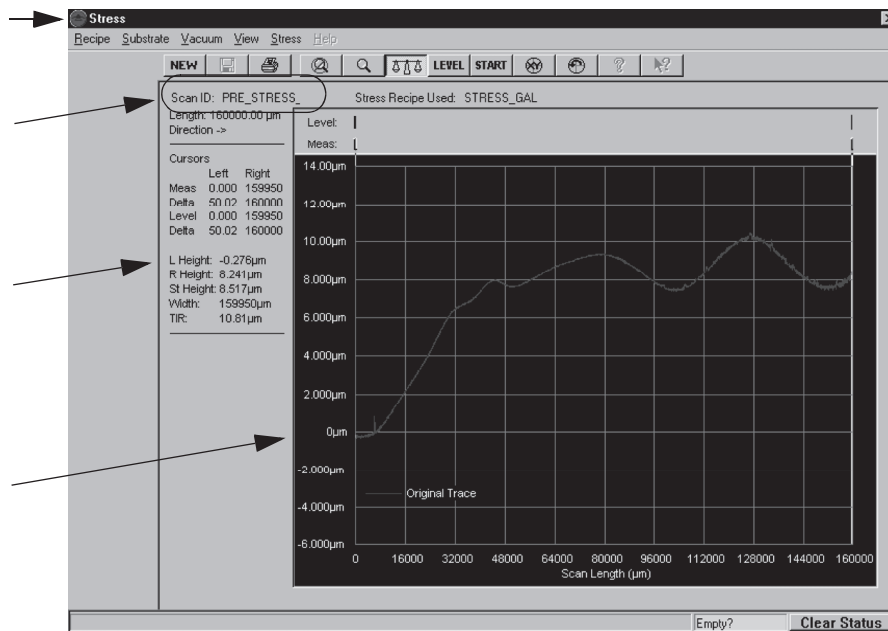 Stress
Recipe Substrate Vacuum View Stress Help
NEW LEVEL START XY ? ?
Scan ID: PRE_STRESS_ Stress Recipe Used: STRESS_GAL
Length: 160000.00 µm
Direction ->
Cursors
Left Right
Meas 0.000 159950
Delta 50.02 160000
Level 0.000 159950
Delta 50.02 160000
L Height: -0.276µm
R Height: 8.241µm
St Height: 8.517µm
Width: 159950µm
TIR: 10.81µm
Level:
Meas:
14.00µm
12.00µm
10.00µm
8.000µm
6.000µm
4.000µm
2.000µm
0µm
-2.000µm
-4.000µm
-6.000µm
Original Trace
0 16000 32000 48000 64000 80000 96000 112000 128000 144000 160000
Scan Length (µm)
Empty? Clear Status